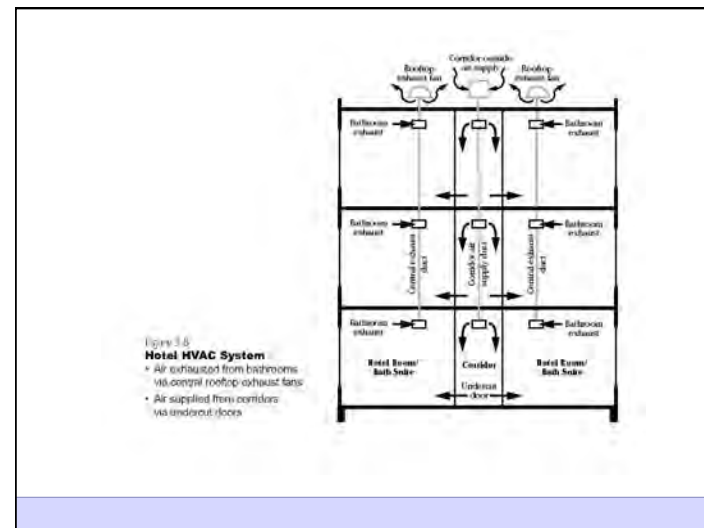 Rooftop
exhaust fan
Corridor outside
air supply
Rooftop
exhaust fan
Bathroom
exhaust
Bathroom
exhaust
Bathroom
exhaust
Bathroom
exhaust
Central exhaust
duct
Corridor air
supply duct
Central exhaust
duct
Bathroom
exhaust
Bathroom
exhaust
Hotel Room/
Bath Suite
Corridor
Hotel Room/
Bath Suite
Undercut
door
Hotel HVAC System
• Air exhausted from bathrooms
via central rooftop exhaust fans
• Air supplied from corridors
via undercut doors